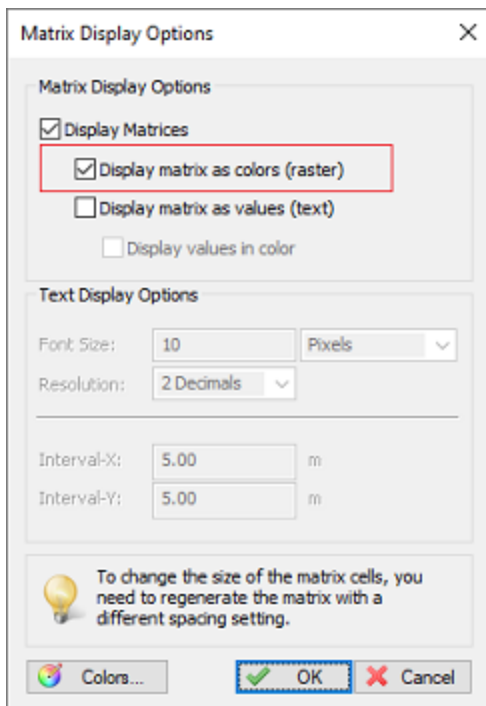 Matrix Display Options
Matrix Display Options
Display Matrices
Display matrix as colors (raster)
Display matrix as values (text)
Display values in color
Text Display Options
Font Size: 10 Pixels
Resolution: 2 Decimals
Interval-X: 5.00 m
Interval-Y: 5.00 m
To change the size of the matrix cells, you
need to regenerate the matrix with a
different spacing setting.
Colors... OK Cancel